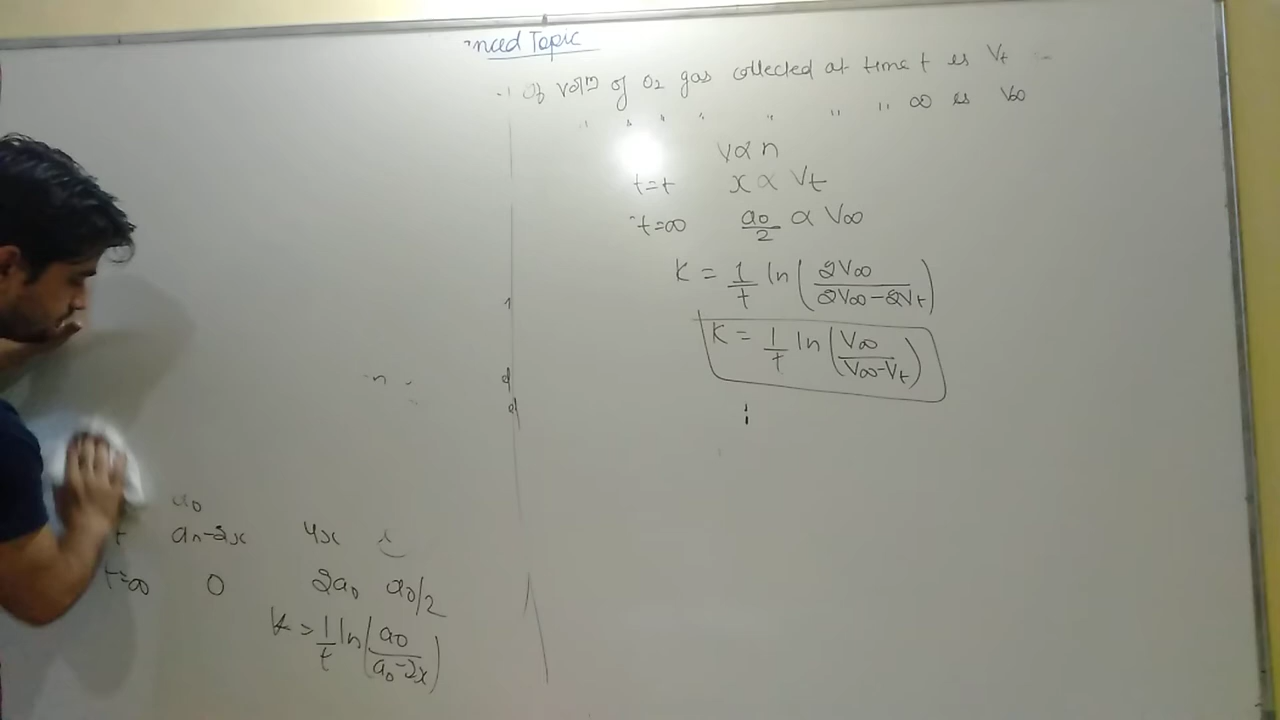 nced Topic
If volm of O2 gas collected at time t is Vt
" " " " " " " ∞ is V∞
V∝n
t=t x ∝ Vt
t=∞ a0/2 ∝ V∞
K = 1/t ln(2V∞/2V∞-2Vt)
K = 1/t ln(V∞/V∞-Vt)
a0
t a0-2x 4x x
t=∞ 0 2a0 a0/2
K = 1/t ln(a0/a0-2x)